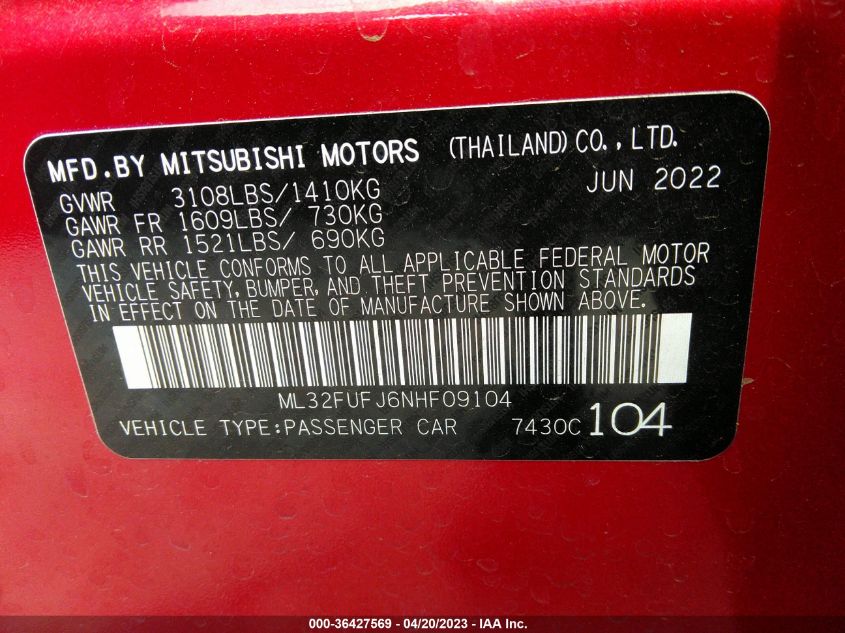 MFD.BY MITSUBISHI MOTORS (THAILAND) CO.,LTD.
GVWR 3108LBS/1410KG JUN 2022
GAWR FR 1609LBS/ 730KG
GAWR RR 1521LBS/ 690KG
THIS VEHICLE CONFORMS TO ALL APPLICABLE FEDERAL MOTOR
VEHICLE SAFETY, BUMPER, AND THEFT PREVENTION STANDARDS
IN EFFECT ON THE DATE OF MANUFACTURE SHOWN ABOVE.
ML32FUFJ6NHF09104
VEHICLE TYPE:PASSENGER CAR 7430C 104
000-36427569 - 04/20/2023 - IAA Inc.